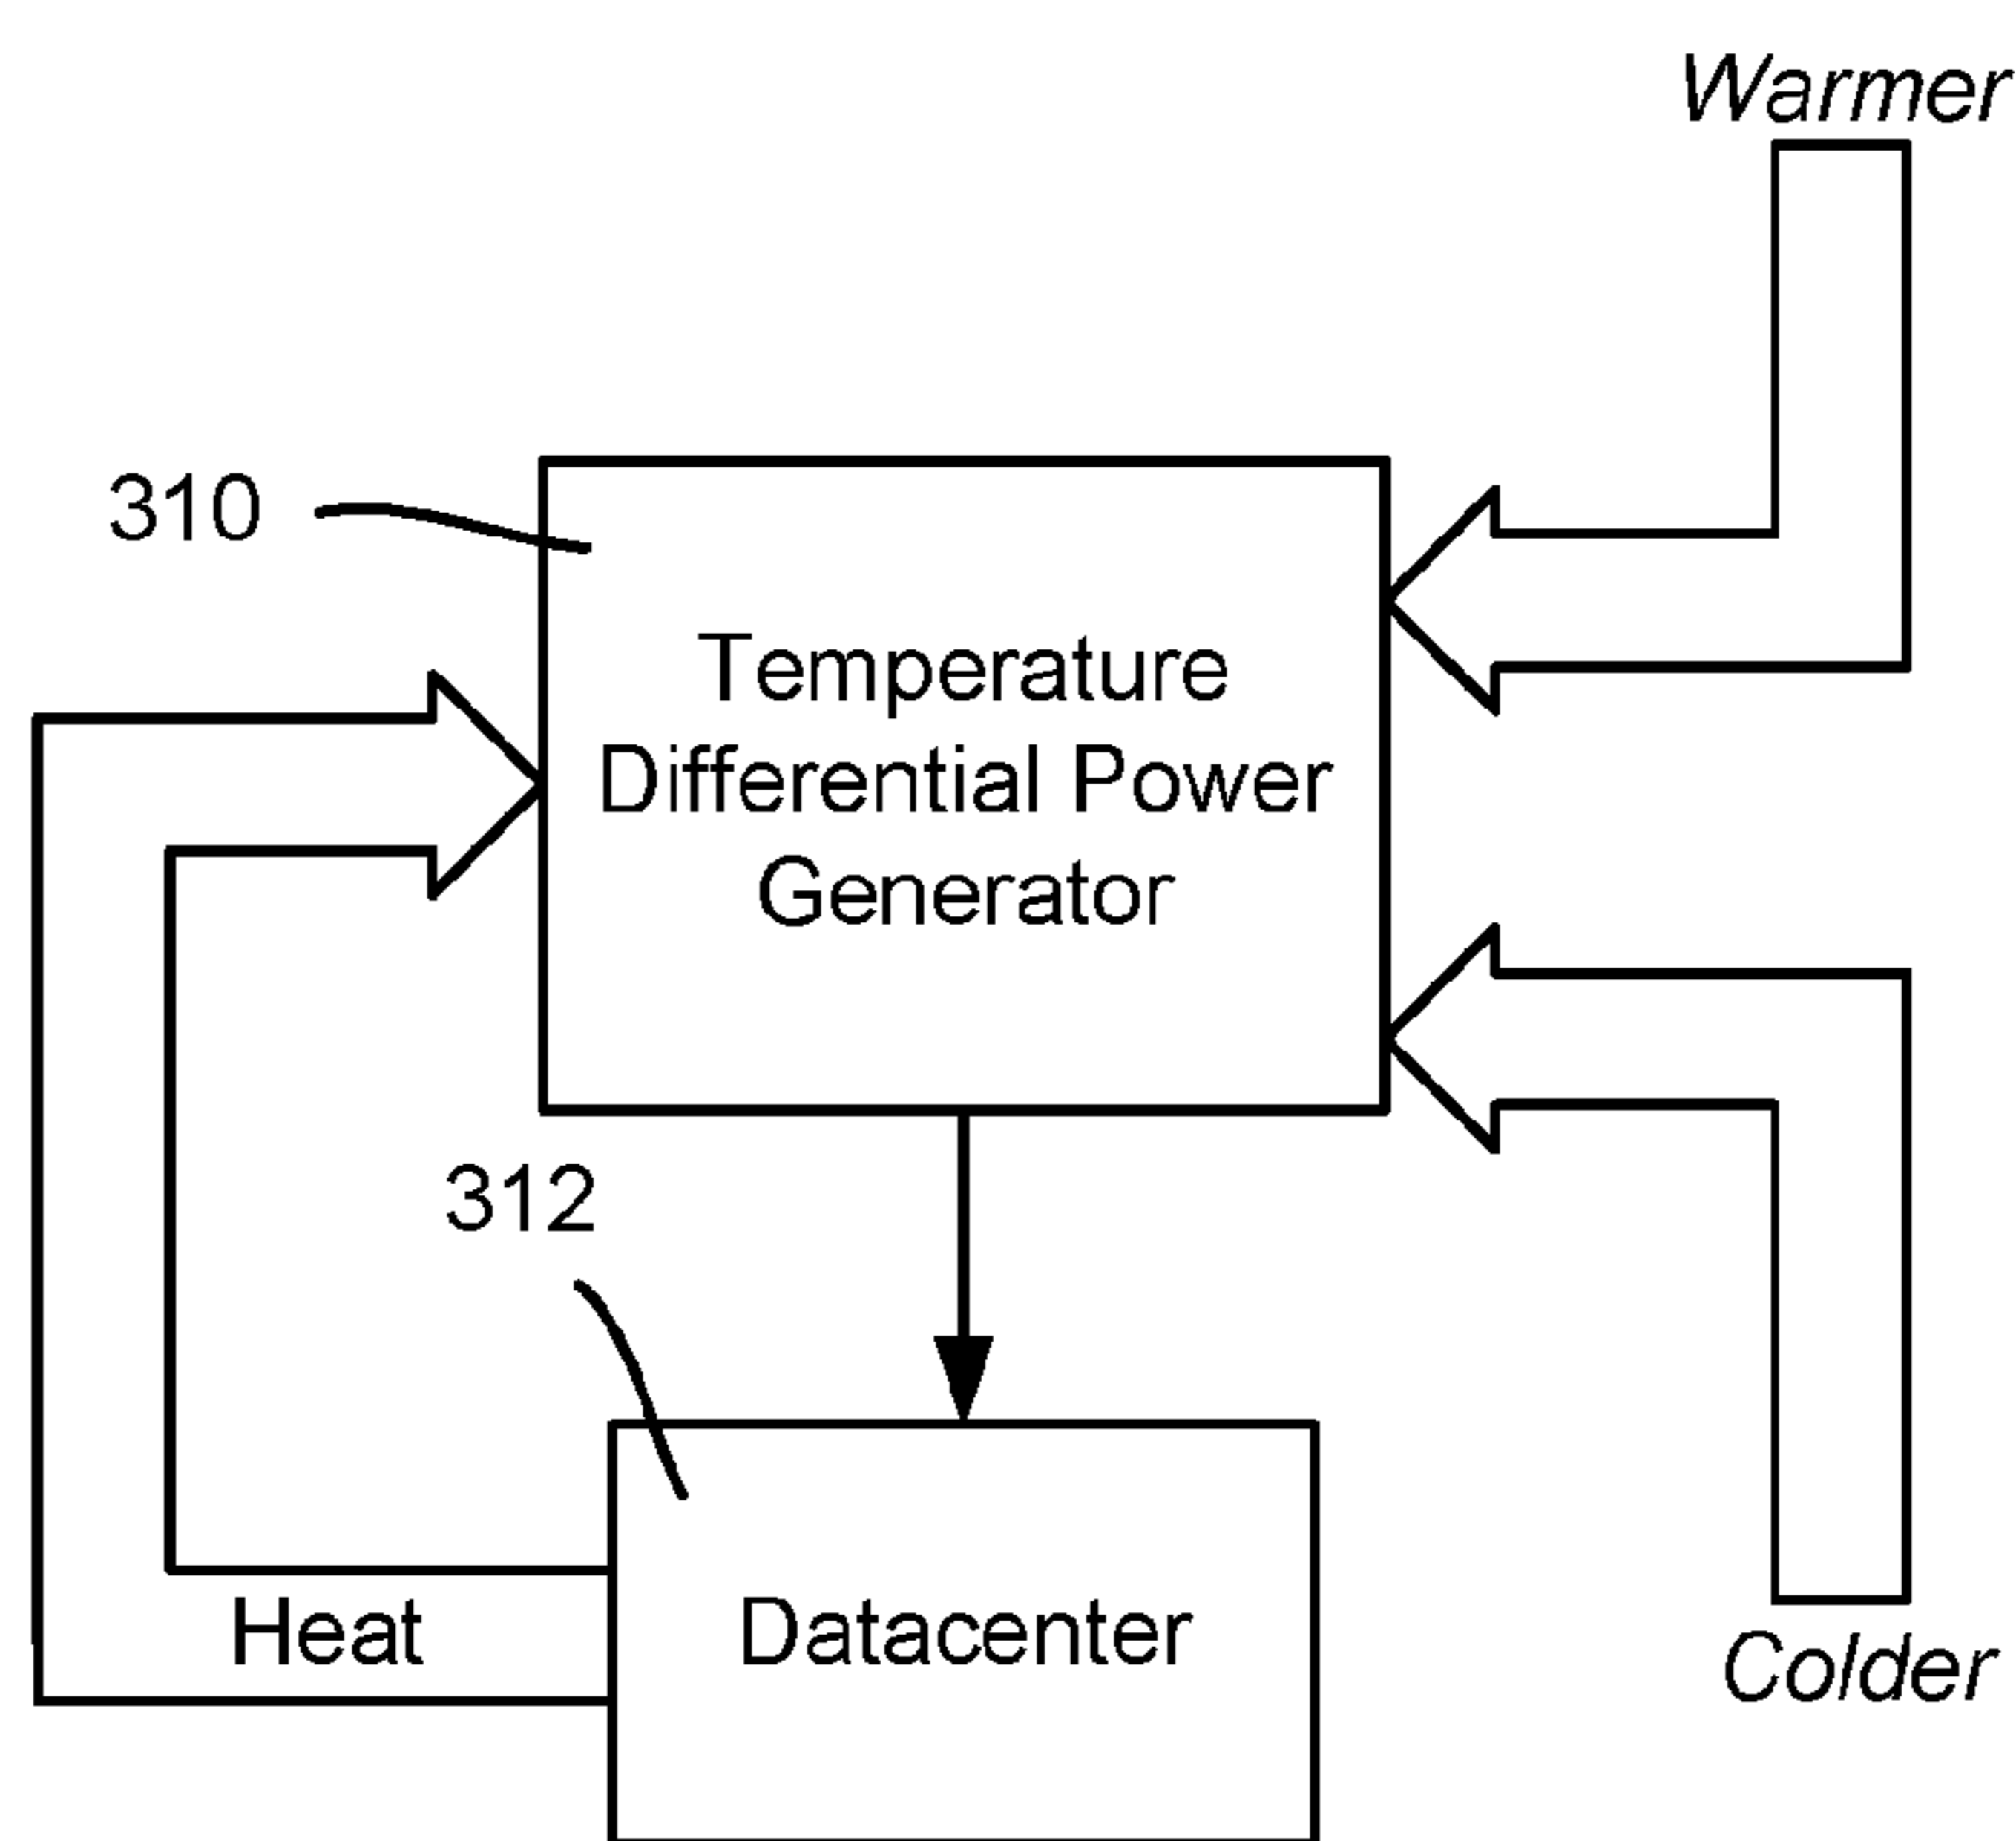 Warmer
310
Temperature
Differential Power
Generator
312
Heat
Datacenter
Colder